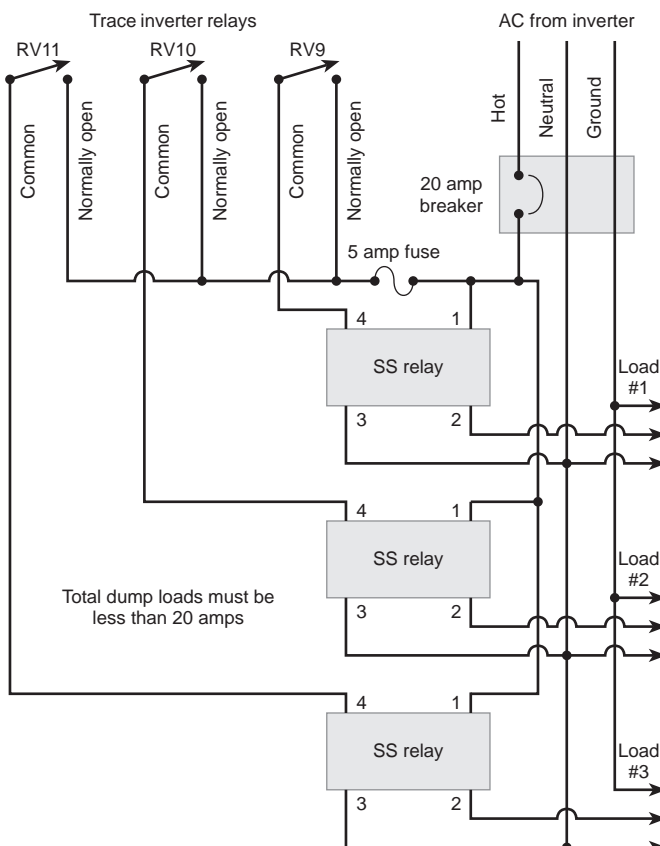 Trace inverter relays
AC from inverter
RV11
RV10
RV9
Common
Normally open
Common
Normally open
Common
Normally open
Hot
Neutral
Ground
20 amp
breaker
5 amp fuse
4
1
SS relay
3
2
Load
#1
4
1
SS relay
3
2
Load
#2
Total dump loads must be
less than 20 amps
4
1
SS relay
3
2
Load
#3